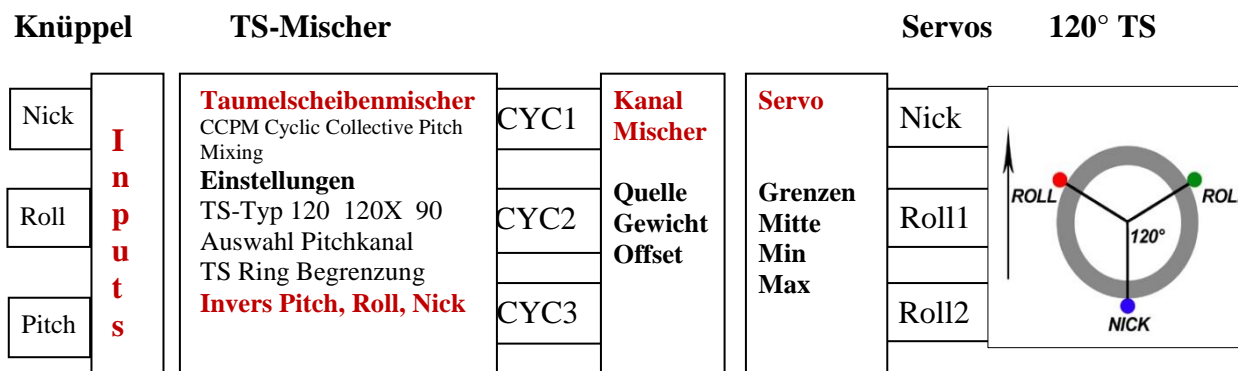 Knüppel TS-Mischer Servos 120° TS
Nick
Roll
Pitch
I
n
p
u
t
s
Taumelscheibenmischer
CCPM Cyclic Collective Pitch
Mixing
Einstellungen
TS-Typ 120 120X 90
Auswahl Pitchkanal
TS Ring Begrenzung
Invers Pitch, Roll, Nick
CYC1
CYC2
CYC3
Kanal
Mischer
Quelle
Gewicht
Offset
Servo
Grenzen
Mitte
Min
Max
Nick
Roll1
Roll2
ROLL ROL
120°
NICK